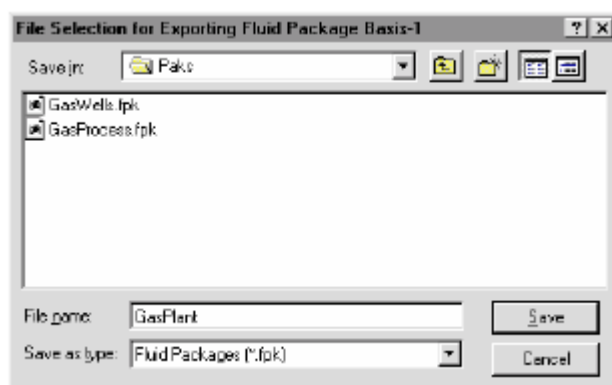 File Selection for Exporting Fluid Package Basis-1
Save in: Paks
GasWells.fpk
GasProcess.fpk
File name: GasPlant Save
Save as type: Fluid Packages (*.fpk) Cancel